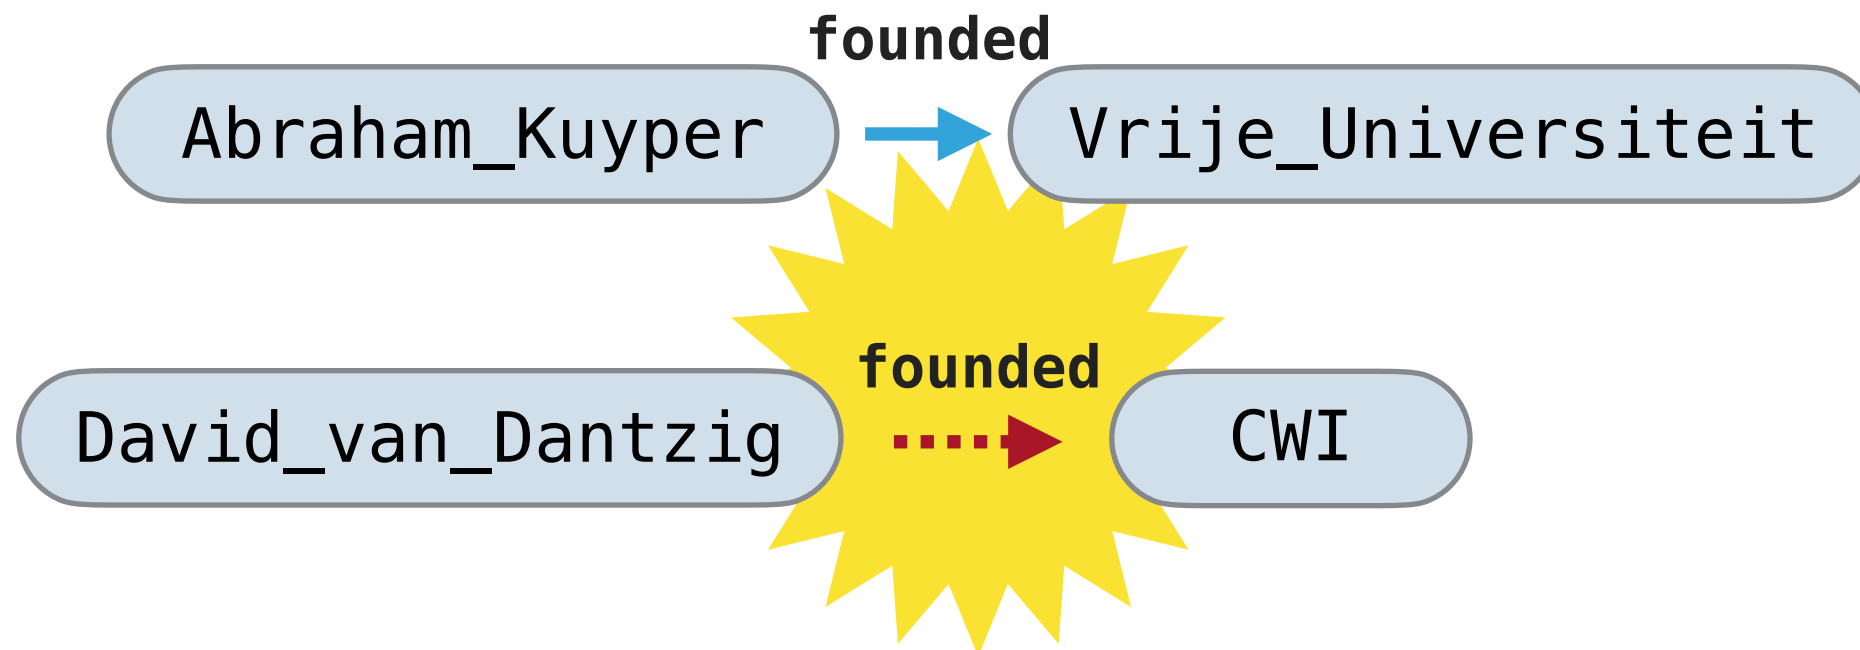 founded
Abraham_Kuyper
Vrije_Universiteit
founded
David_van_Dantzig
CWI